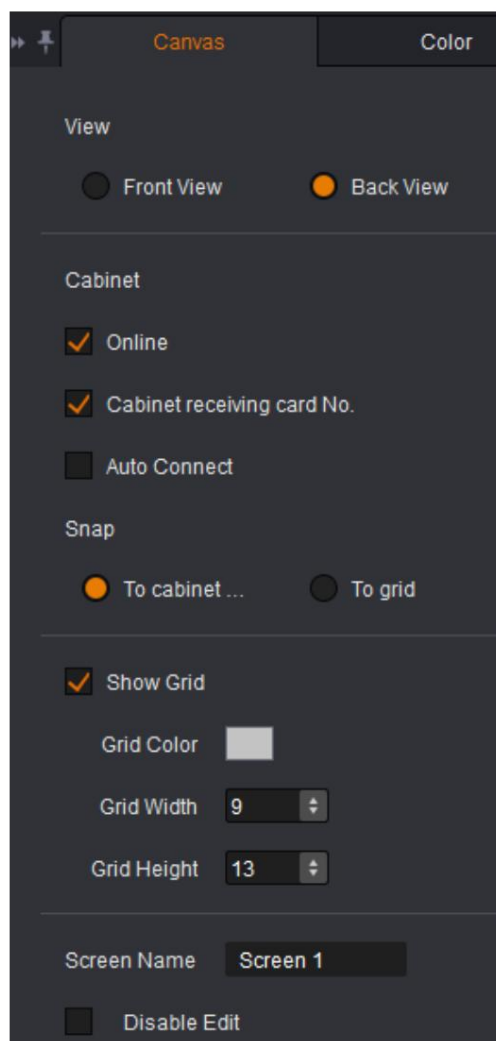 Canvas Color
View
Front View Back View
Cabinet
Online
Cabinet receiving card No.
Auto Connect
Snap
To cabinet ... To grid
Show Grid
Grid Color
Grid Width 9
Grid Height 13
Screen Name Screen 1
Disable Edit